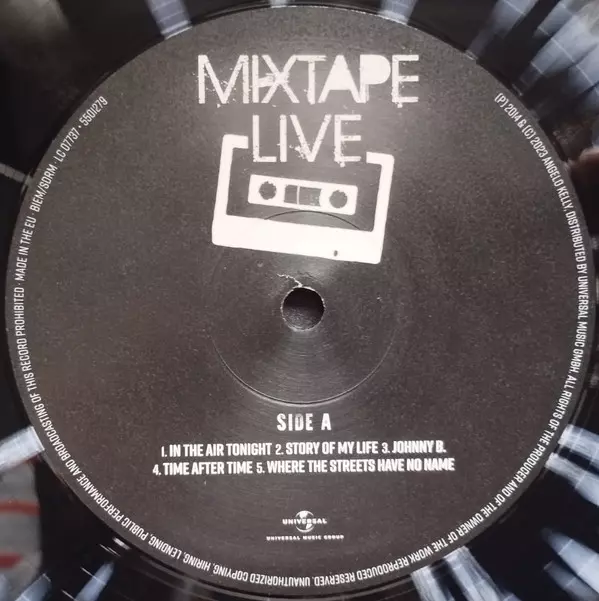 MIXTAPE
LIVE
SIDE A
1. IN THE AIR TONIGHT 2. STORY OF MY LIFE 3. JOHNNY B.
4. TIME AFTER TIME 5. WHERE THE STREETS HAVE NO NAME
UNIVERSAL
UNIVERSAL MUSIC GROUP
(P) 2014 & (C) 2023 ANGELO KELLY, DISTRIBUTED BY UNIVERSAL MUSIC GMBH. ALL RIGHTS OF THE PRODUCER AND OF THE OWNER OF THE WORK REPRODUCED RESERVED. UNAUTHORIZED COPYING, HIRING, LENDING, PUBLIC PERFORMANCE AND BROADCASTING OF THIS RECORD PROHIBITED · MADE IN THE EU · BIEM/SDRM · LC 07737 · 5501279